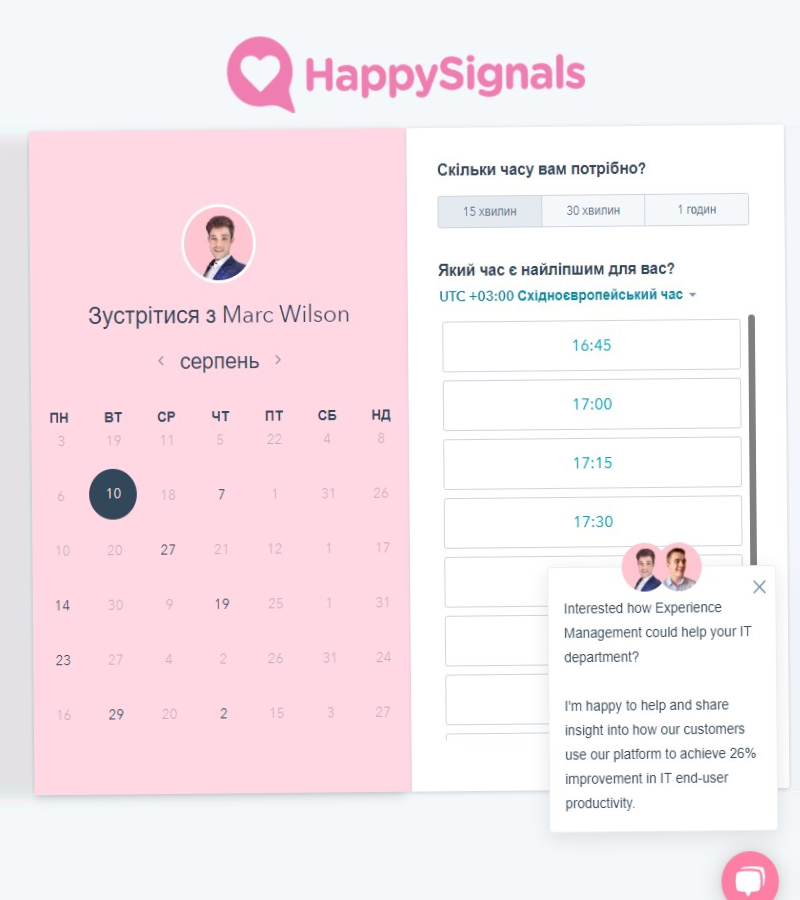 HappySignals
Зустрітися з Marc Wilson
серпень
ПН ВТ СР ЧТ ПТ СБ НД
3 19 11 5 22 4 8
6 10 18 7 1 31 26
10 20 27 21 12 1 17
14 30 9 19 25 1 31
23 27 4 2 26 31 24
16 29 20 2 15 3 27
Скільки часу вам потрібно?
15 хвилин 30 хвилин 1 годин
Який час є найліпшим для вас?
UTC +03:00 Східноєвропейський час
16:45
17:00
17:15
17:30
Interested how Experience
Management could help your IT
department?
I'm happy to help and share
insight into how our customers
use our platform to achieve 26%
improvement in IT end-user
productivity.